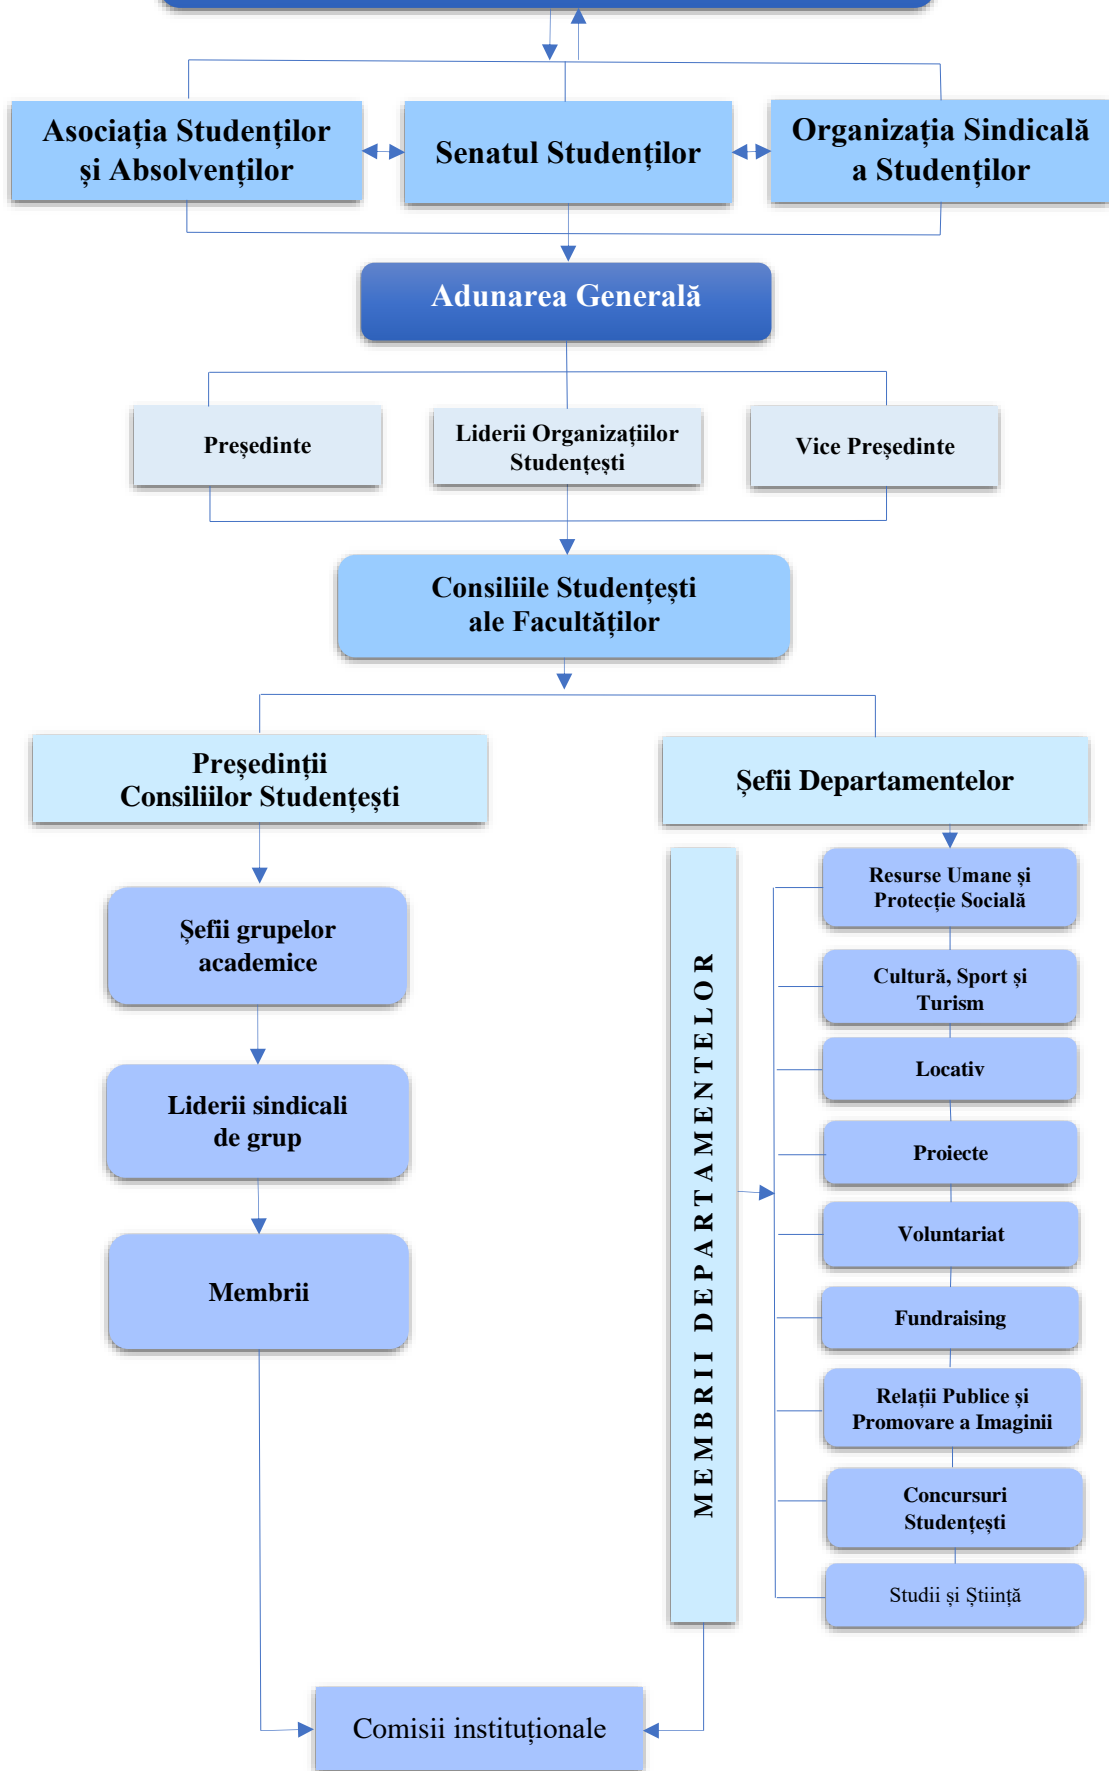 Asociația Studenților
și Absolvenților
Senatul Studenților
Organizația Sindicală
a Studenților
Adunarea Generală
Președinte
Liderii Organizațiilor
Studențești
Vice Președinte
Consiliile Studențești
ale Facultăților
Președinții
Consiliilor Studențești
Șefii Departamentelor
Șefii grupelor
academice
Liderii sindicali
de grup
Membrii
MEMBRII DEPARTAMENTELOR
Resurse Umane și
Protecție Socială
Cultură, Sport și
Turism
Locativ
Proiecte
Voluntariat
Fundraising
Relații Publice și
Promovare a Imaginii
Concursuri
Studențești
Studii și Știință
Comisii instituționale